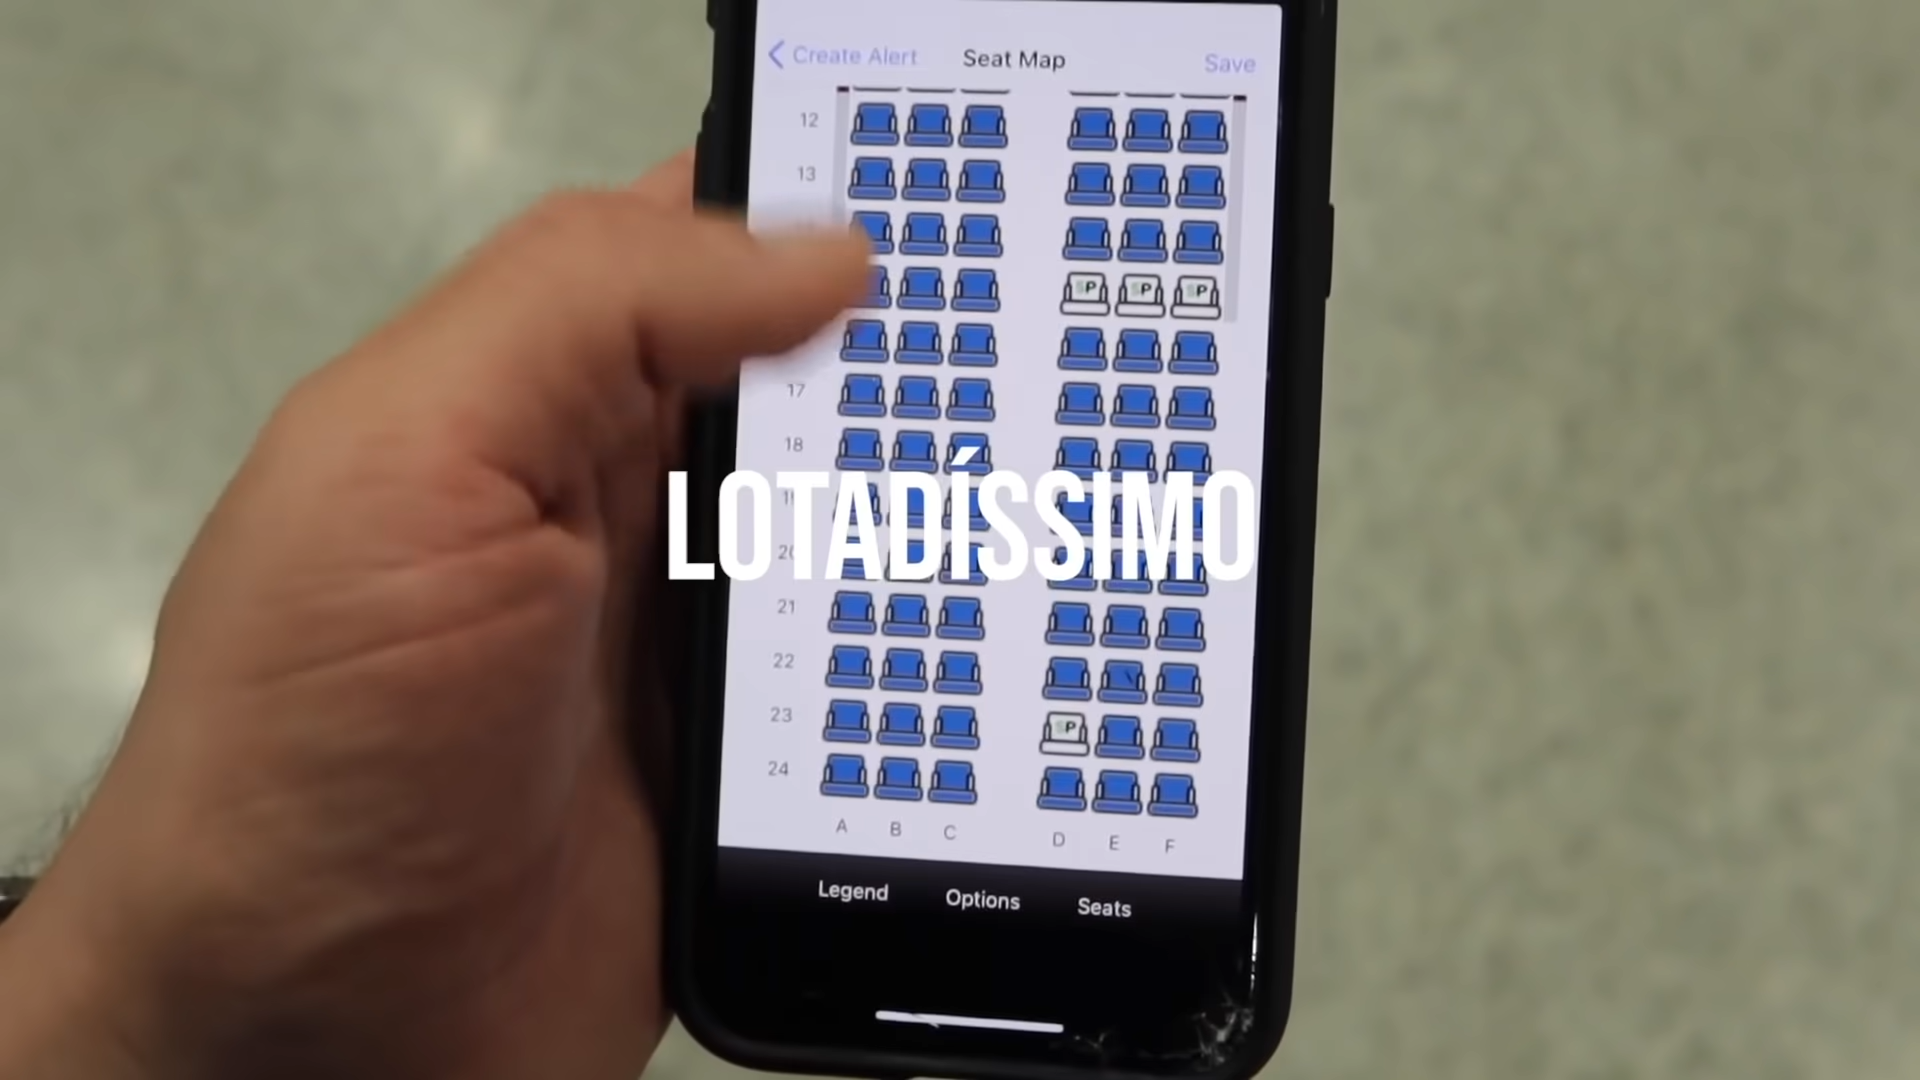 Create Alert Seat Map Save
12
13
P P P
17
18
LOTADÍSSIMO
21
22
23 P
24
A B C D E F
Legend Options Seats